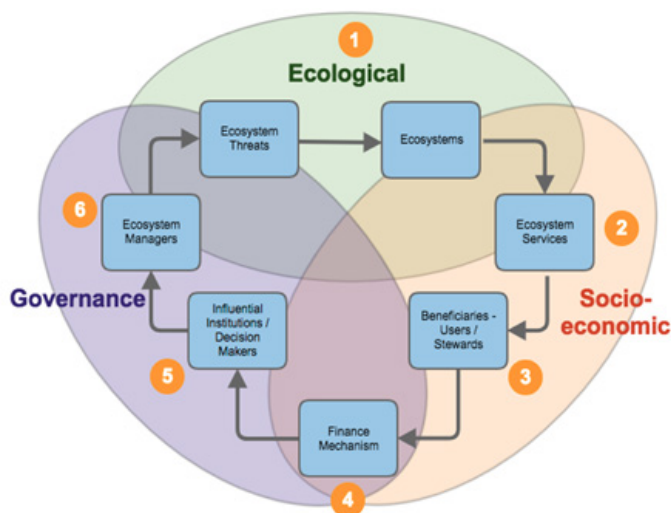 1
Ecological
Ecosystem
Threats
Ecosystems
6
Ecosystem
Managers
Ecosystem
Services
2
Governance
Influential
Institutions /
Decision
Makers
Beneficiaries -
Users /
Stewards
Socio-
economic
5
3
Finance
Mechanism
4